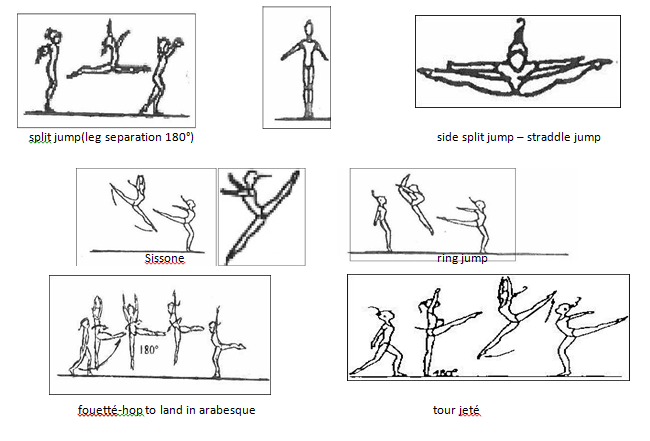 split jump(leg separation 180°)
side split jump – straddle jump
Sissone
ring jump
180°
180°
fouetté-hop to land in arabesque
tour jeté